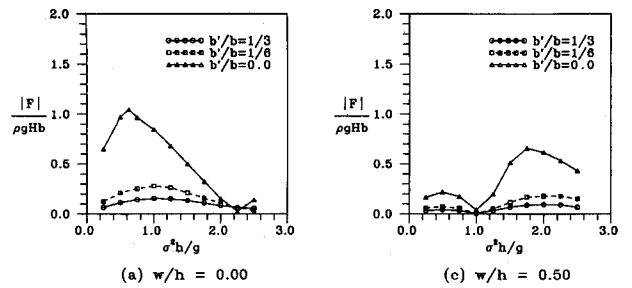 2.0
1.5
1.0
0.5
0.0
|F|
ρgHb
b'/b=1/3
b'/b=1/6
b'/b=0.0
0.0 1.0 2.0 3.0
σ²h/g
(a) w/h = 0.00
2.0
1.5
1.0
0.5
0.0
|F|
ρgHb
b'/b=1/3
b'/b=1/6
b'/b=0.0
0.0 1.0 2.0 3.0
σ²h/g
(c) w/h = 0.50